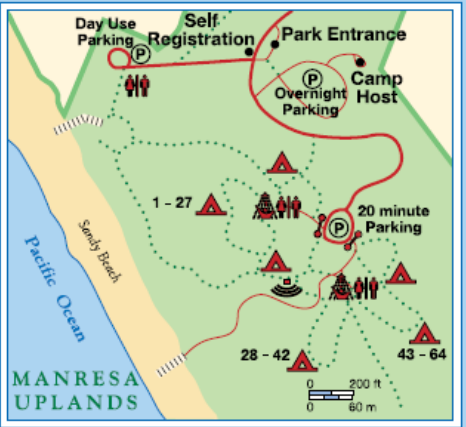 Day Use
Parking
P
Self
Registration
Park Entrance
P
Overnight
Parking
Camp
Host
1 – 27
20 minute
Parking
P
Sandy Beach
Pacific Ocean
28 – 42
43 – 64
MANRESA
UPLANDS
0 200 ft
0 60 m